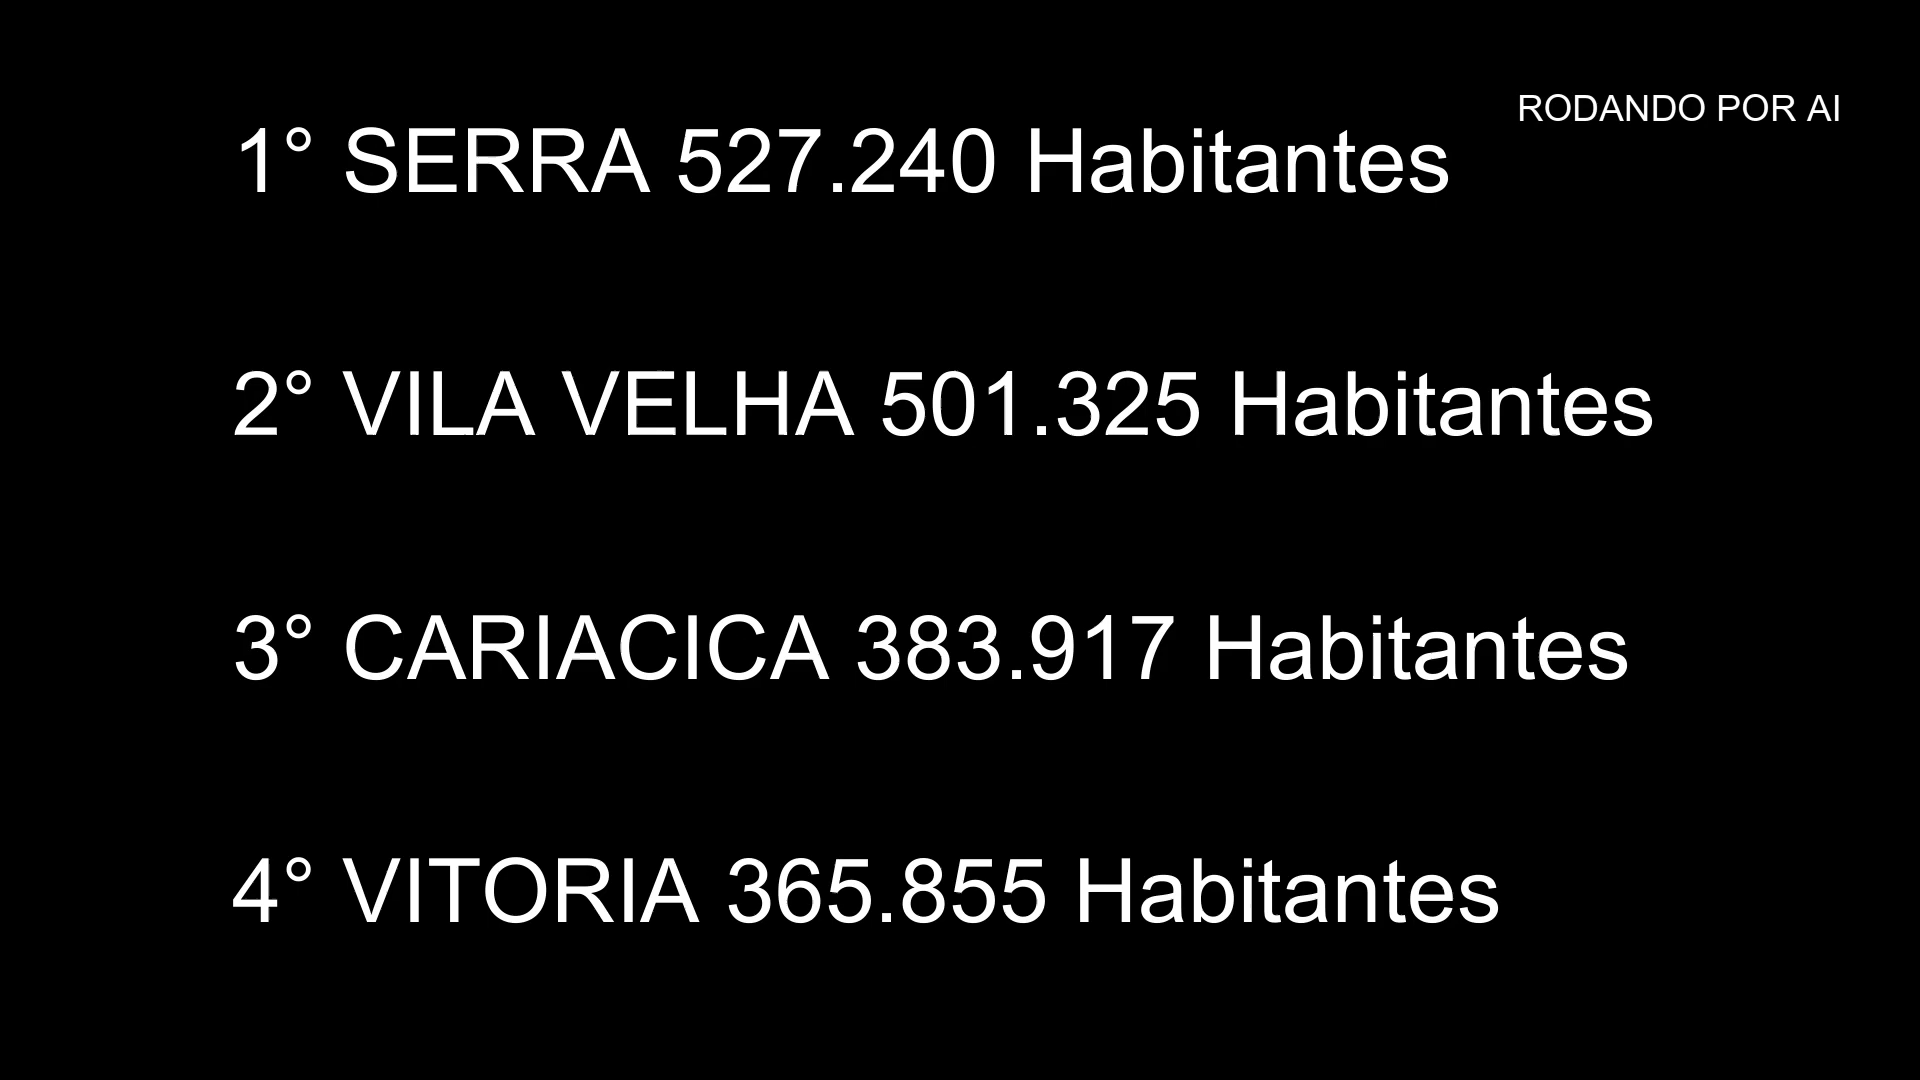 RODANDO POR AI
1° SERRA 527.240 Habitantes
2° VILA VELHA 501.325 Habitantes
3° CARIACICA 383.917 Habitantes
4° VITORIA 365.855 Habitantes